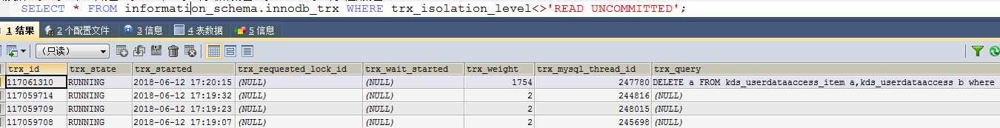 SELECT * FROM information_schema.innodb_trx WHERE trx_isolation_level<>'READ UNCOMMITTED';
1 结果 2 个配置文件 3 信息 4 表数据 5 信息
(只读)
trx_id trx_state trx_started trx_requested_lock_id trx_wait_started trx_weight trx_mysql_thread_id trx_query
117061310 RUNNING 2018-06-12 17:20:15 (NULL) (NULL) 1754 247780 DELETE a FROM kds_userdataaccess_item a,kds_userdataaccess b where
117059714 RUNNING 2018-06-12 17:19:32 (NULL) (NULL) 2 244816 (NULL)
117059709 RUNNING 2018-06-12 17:19:23 (NULL) (NULL) 2 248015 (NULL)
117059708 RUNNING 2018-06-12 17:19:07 (NULL) (NULL) 2 245698 (NULL)